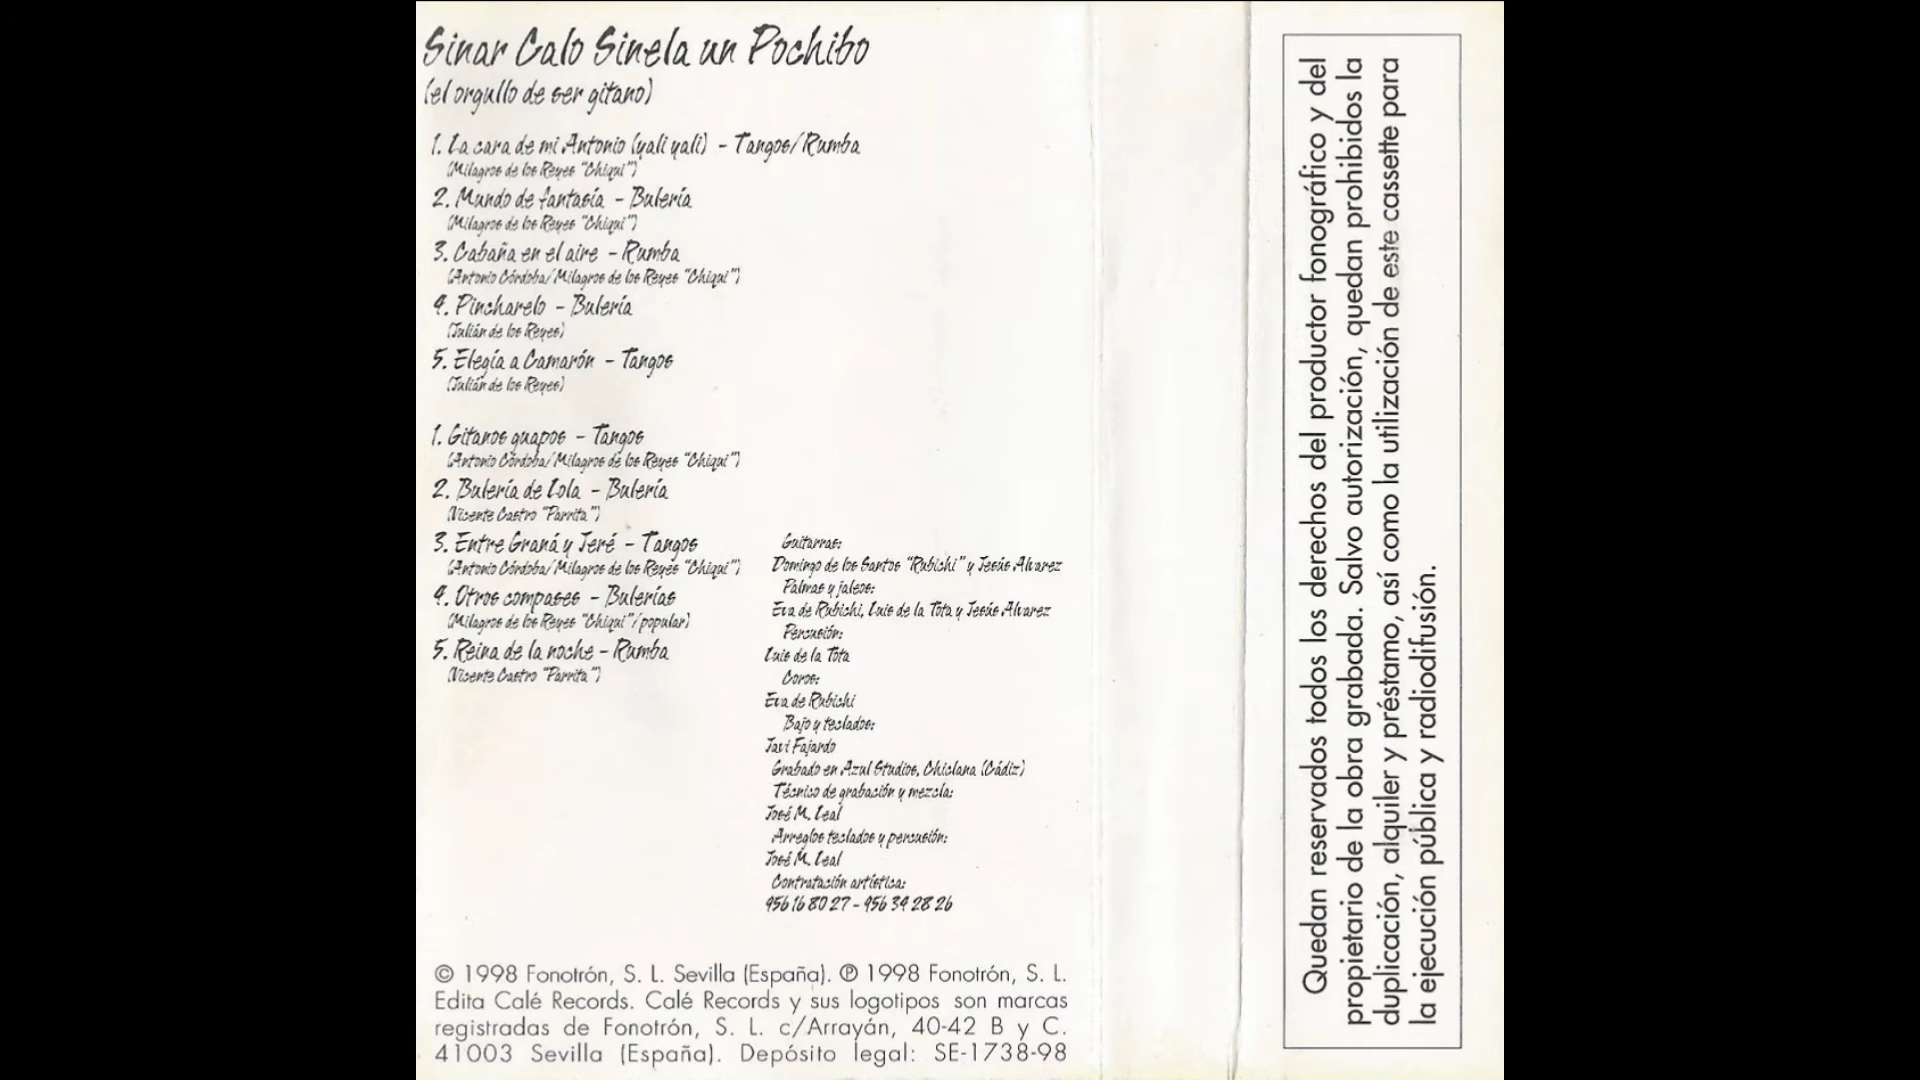 Sinar Calo Sinela un Pochibo
(el orgullo de ser gitano)
1. La cara de mi Antonio (yali yali) - Tangos/Rumba
(Milagros de los Reyes "Chiqui")
2. Mundo de fantasía - Bulería
(Milagros de los Reyes "Chiqui")
3. Cabaña en el aire - Rumba
(Antonio Córdoba/Milagros de los Reyes "Chiqui")
4. Pincharelo - Bulería
(Julián de los Reyes)
5. Elegía a Camarón - Tangos
(Julián de los Reyes)
1. Gitanos guapos - Tangos
(Antonio Córdoba/Milagros de los Reyes "Chiqui")
2. Bulería de Lola - Bulería
(Vicente Castro "Parrita")
3. Entre Graná y Jeré - Tangos
(Antonio Córdoba/Milagros de los Reyes "Chiqui")
4. Otros compases - Bulerías
(Milagros de los Reyes "Chiqui"/popular)
5. Reina de la noche - Rumba
(Vicente Castro "Parrita")
Guitarras:
Domingo de los Santos "Rubichi" y Jesús Alvarez
Palmas y jaleos:
Eva de Rubichi, Luis de la Tota y Jesús Alvarez
Percusión:
Luis de la Tota
Coros:
Eva de Rubichi
Bajo y teclados:
Javi Fajardo
Grabado en Azul Studios, Chiclana (Cádiz)
Técnico de grabación y mezcla:
José M. Leal
Arreglos teclados y percusión:
José M. Leal
Contratación artística:
956 16 80 27 - 956 34 28 26
© 1998 Fonotrón, S. L. Sevilla (España). ℗ 1998 Fonotrón, S. L.
Edita Calé Records. Calé Records y sus logotipos son marcas
registradas de Fonotrón, S. L. c/Arrayán, 40-42 B y C.
41003 Sevilla (España). Depósito legal: SE-1738-98
Quedan reservados todos los derechos del productor fonográfico y del
propietario de la obra grabada. Salvo autorización, quedan prohibidos la
duplicación, alquiler y préstamo, así como la utilización de este cassette para
la ejecución pública y radiodifusión.